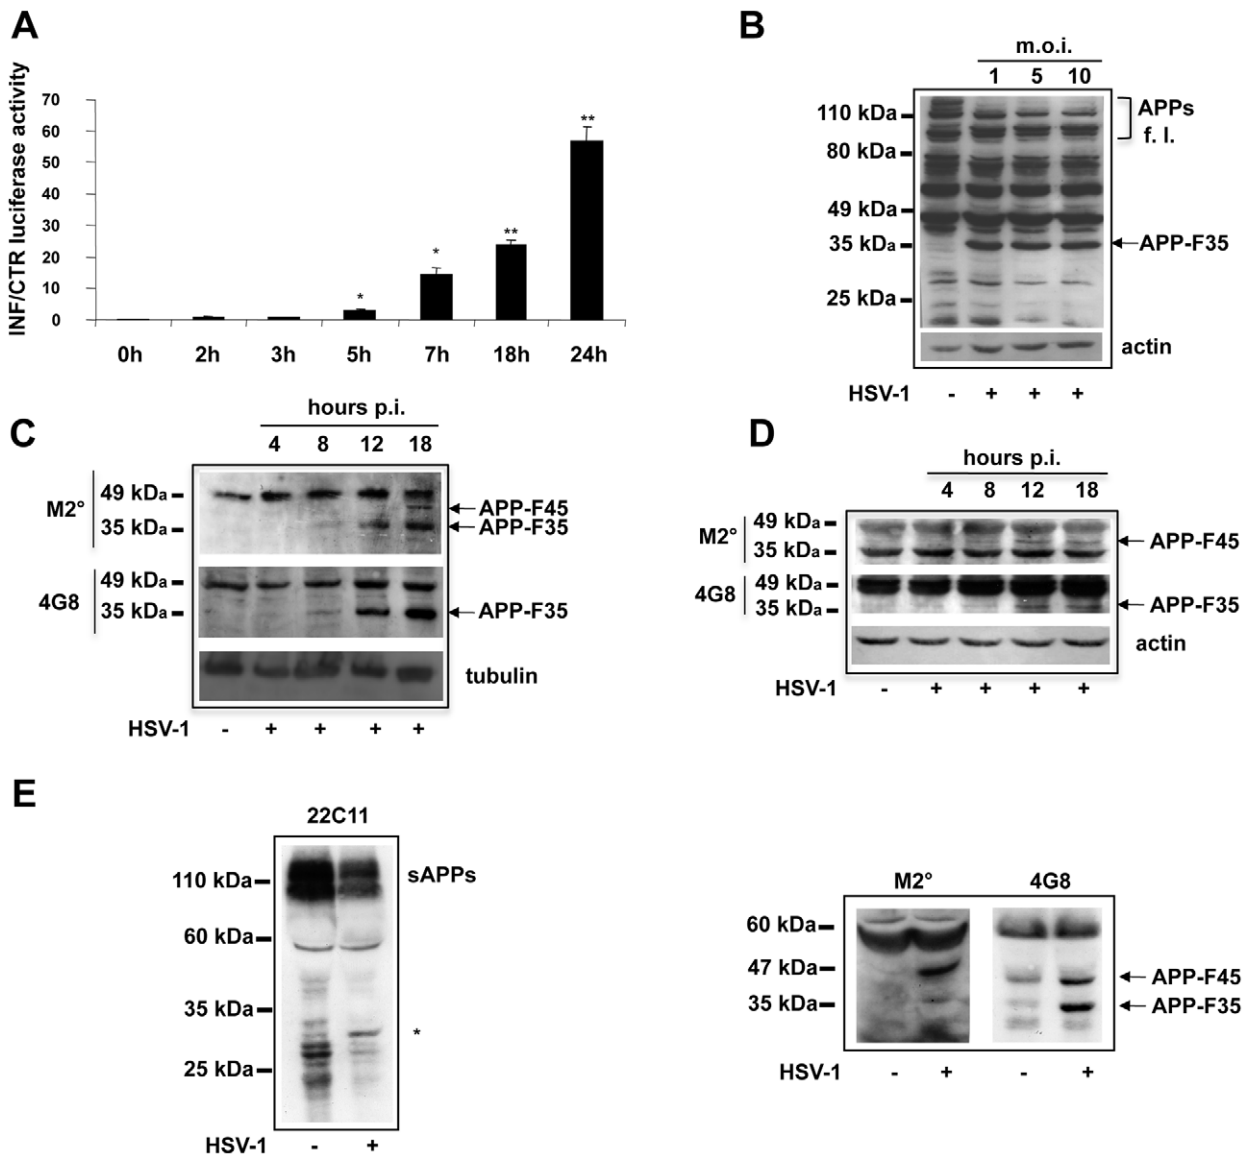 A
INF/CTR luciferase activity
70
60
50
40
30
20
10
0
* * ** **
0h 2h 3h 5h 7h 18h 24h
B
m.o.i.
1 5 10
110 kDa
80 kDa
49 kDa
35 kDa
25 kDa
APPs
f. l.
APP-F35
actin
HSV-1 - + + +
C
hours p.i.
4 8 12 18
M2°
49 kDa
35 kDa
APP-F45
APP-F35
4G8
49 kDa
35 kDa
APP-F35
tubulin
HSV-1 - + + + +
D
hours p.i.
4 8 12 18
M2°
49 kDa
35 kDa
APP-F45
4G8
49 kDa
35 kDa
APP-F35
actin
HSV-1 - + + + +
E
22C11
110 kDa
60 kDa
35 kDa
25 kDa
sAPPs
*
HSV-1 - +
M2° 4G8
60 kDa
47 kDa
35 kDa
APP-F45
APP-F35
HSV-1 - + - +